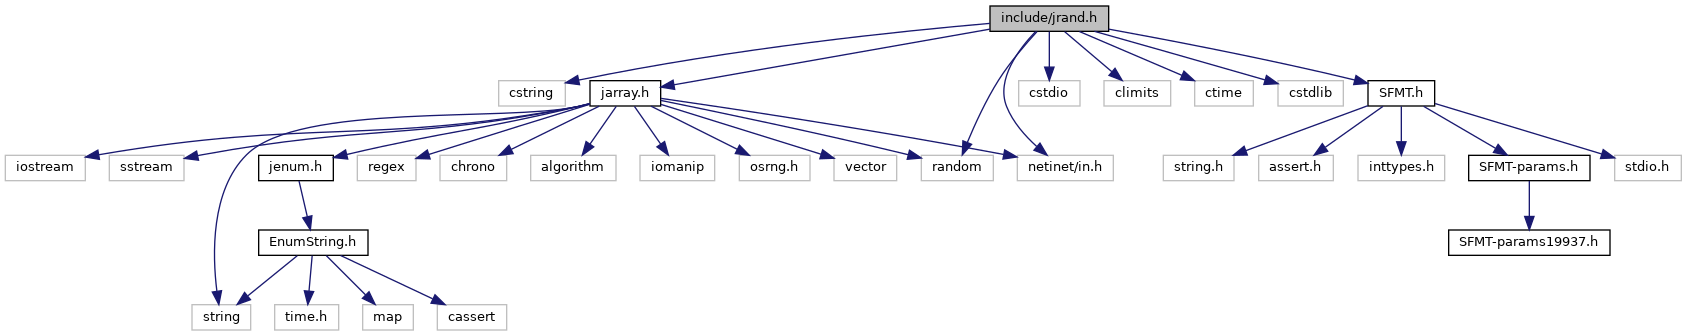 include/jrand.h
cstring
jarray.h
cstdio
climits
ctime
cstdlib
SFMT.h
iostream
sstream
jenum.h
regex
chrono
algorithm
iomanip
osrng.h
vector
random
netinet/in.h
string.h
assert.h
inttypes.h
SFMT-params.h
stdio.h
EnumString.h
SFMT-params19937.h
string
time.h
map
cassert